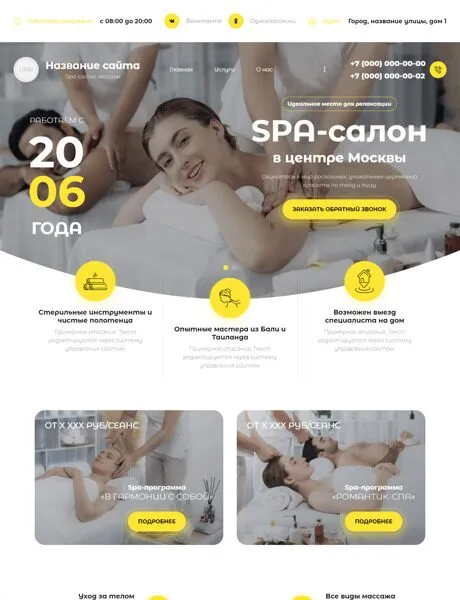 Работаем ежедневно с 08:00 до 20:00 Вконтакте Одноклассники Адрес Город, название улицы, дом 1
Название сайта
Spa-салон, массаж
Главная Услуги О нас
+7 (000) 000-00-00
+7 (000) 000-00-02
РАБОТАЕМ С
20
06
ГОДА
Идеальное место для релаксации
SPA-салон
в центре Москвы
Окунитесь в мир роскошных, уникальных церемоний
красоты по телу и лицу
ЗАКАЗАТЬ ОБРАТНЫЙ ЗВОНОК
Стерильные инструменты и
чистые полотенца
Примерное описание. Текст
редактируется через систему
управления сайтом.
Опытные мастера из Бали и
Таиланда
Примерное описание. Текст
редактируется через систему
управления сайтом
Возможен выезд
специалиста на дом
Примерное описание. Текст
редактируется через систему
управления сайтом
ОТ Х ХХХ РУБ/СЕАНС
Spa-программа
«В ГАРМОНИИ С СОБОЙ»
ПОДРОБНЕЕ
ОТ Х ХХХ РУБ/СЕАНС
Spa-программа
«РОМАНТИК-СПА»
ПОДРОБНЕЕ
Уход за телом
Все виды массажа